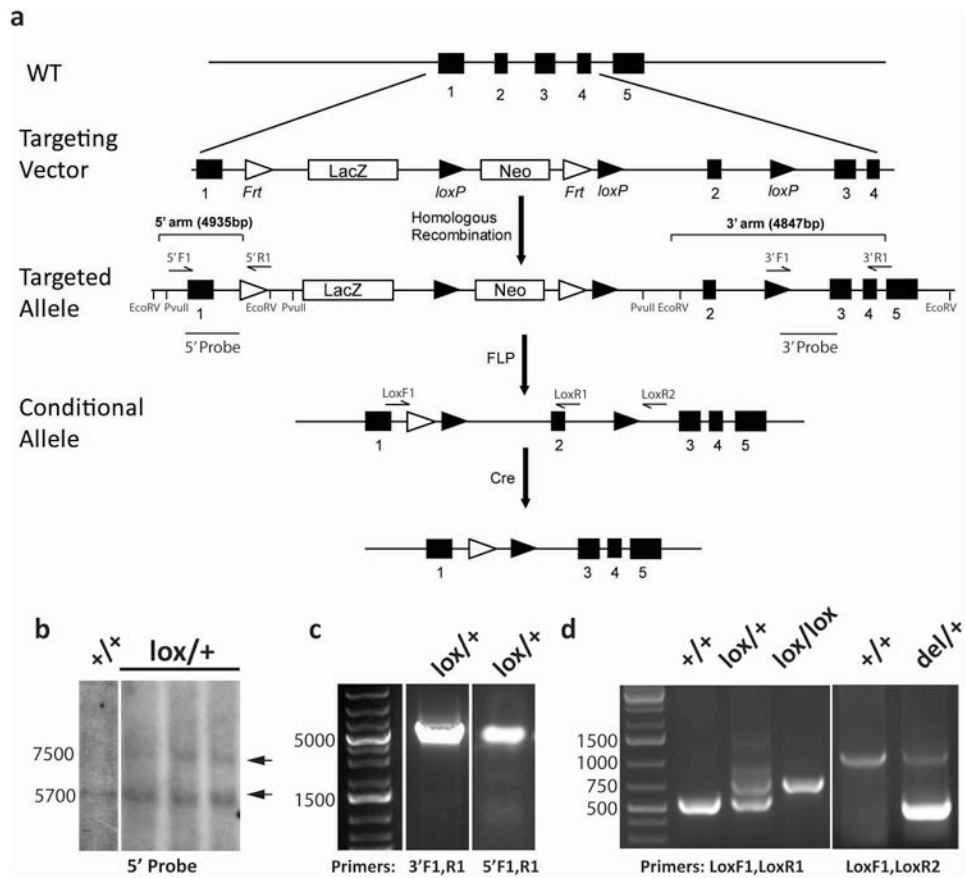 a
WT
1 2 3 4 5
Targeting
Vector
LacZ Neo
1 Frt loxP Frt loxP 2 loxP 3 4
Homologous
Recombination
5' arm (4935bp) 3' arm (4847bp)
5'F1 5'R1 3'F1 3'R1
Targeted
Allele
LacZ Neo
EcoRV PvuII 1 EcoRV PvuII PvuII EcoRV 2 3 4 5 EcoRV
5' Probe 3' Probe
FLP
Conditional
Allele
LoxF1 LoxR1 LoxR2
1 2 3 4 5
Cre
1 3 4 5
b
+/+ lox/+
7500
5700
5' Probe
c
lox/+ lox/+
5000
1500
Primers: 3'F1,R1 5'F1,R1
d
+/+ lox/+ lox/lox +/+ del/+
1500
1000
750
500
Primers: LoxF1,LoxR1 LoxF1,LoxR2